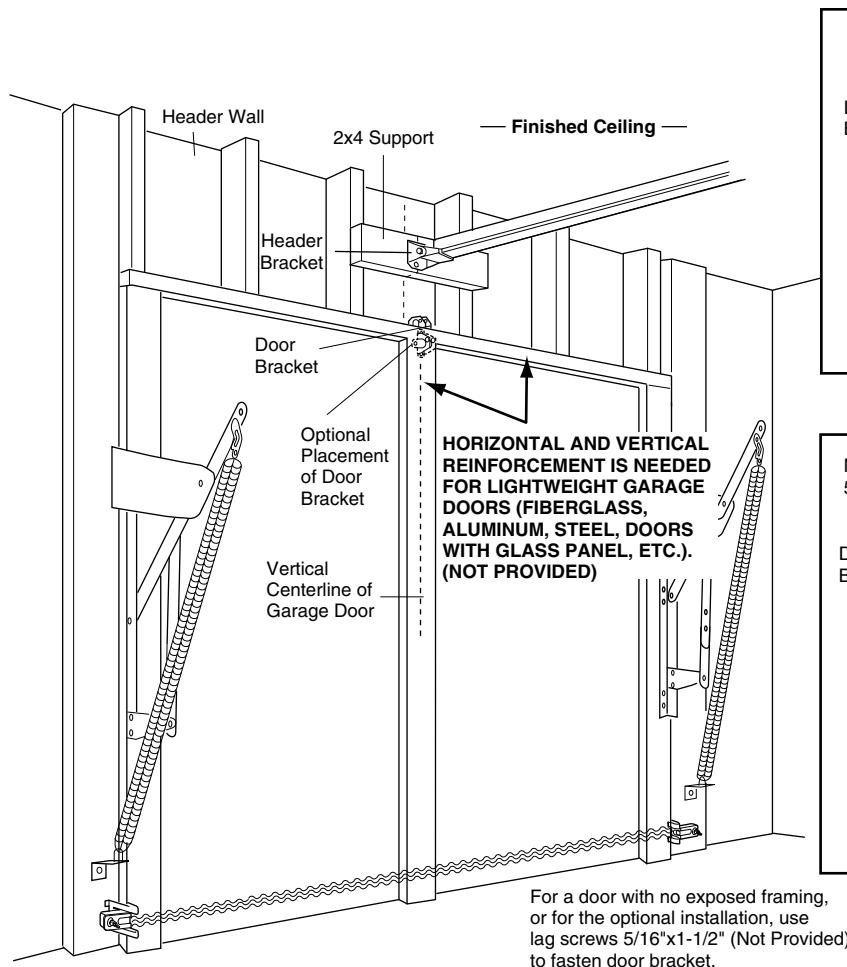 Header Wall
2x4 Support
Finished Ceiling
Header
Bracket
Door
Bracket
Optional
Placement
of Door
Bracket
HORIZONTAL AND VERTICAL
REINFORCEMENT IS NEEDED
FOR LIGHTWEIGHT GARAGE
DOORS (FIBERGLASS,
ALUMINUM, STEEL, DOORS
WITH GLASS PANEL, ETC.).
(NOT PROVIDED)
Vertical
Centerline of
Garage Door
For a door with no exposed framing,
or for the optional installation, use
lag screws 5/16"x1-1/2" (Not Provided)
to fasten door bracket.